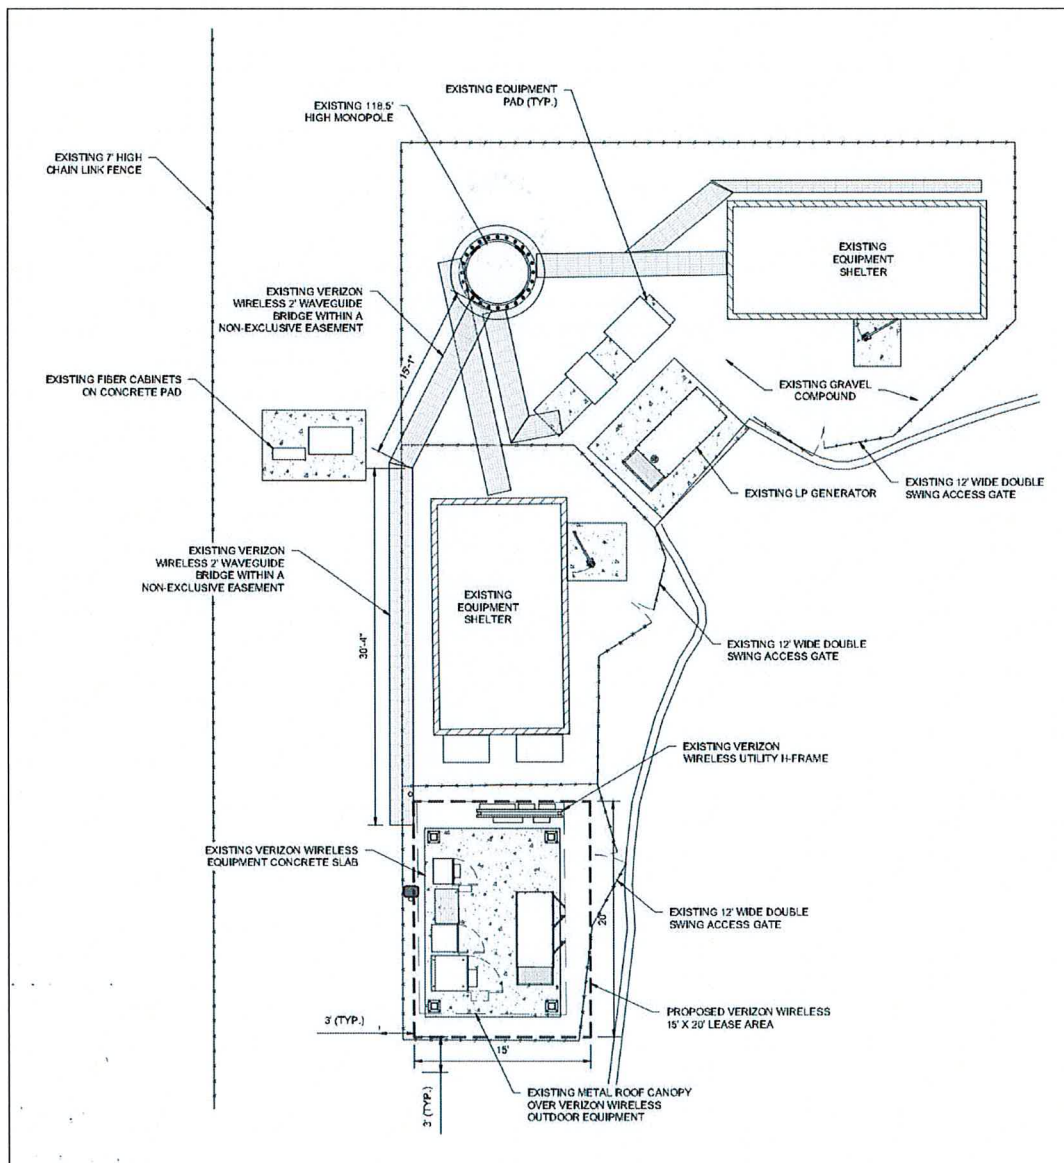 EXISTING EQUIPMENT
PAD (TYP.)
EXISTING 118.5'
HIGH MONOPOLE
EXISTING 7' HIGH
CHAIN LINK FENCE
EXISTING
EQUIPMENT
SHELTER
EXISTING VERIZON
WIRELESS 2' WAVEGUIDE
BRIDGE WITHIN A
NON-EXCLUSIVE EASEMENT
15'-1"
EXISTING FIBER CABINETS
ON CONCRETE PAD
EXISTING GRAVEL
COMPOUND
EXISTING LP GENERATOR
EXISTING 12' WIDE DOUBLE
SWING ACCESS GATE
EXISTING VERIZON
WIRELESS 2' WAVEGUIDE
BRIDGE WITHIN A
NON-EXCLUSIVE EASEMENT
30'-4"
EXISTING
EQUIPMENT
SHELTER
EXISTING 12' WIDE DOUBLE
SWING ACCESS GATE
EXISTING VERIZON
WIRELESS UTILITY H-FRAME
EXISTING VERIZON WIRELESS
EQUIPMENT CONCRETE SLAB
20'
EXISTING 12' WIDE DOUBLE
SWING ACCESS GATE
PROPOSED VERIZON WIRELESS
15' X 20' LEASE AREA
3' (TYP.)
15'
3' (TYP.)
EXISTING METAL ROOF CANOPY
OVER VERIZON WIRELESS
OUTDOOR EQUIPMENT